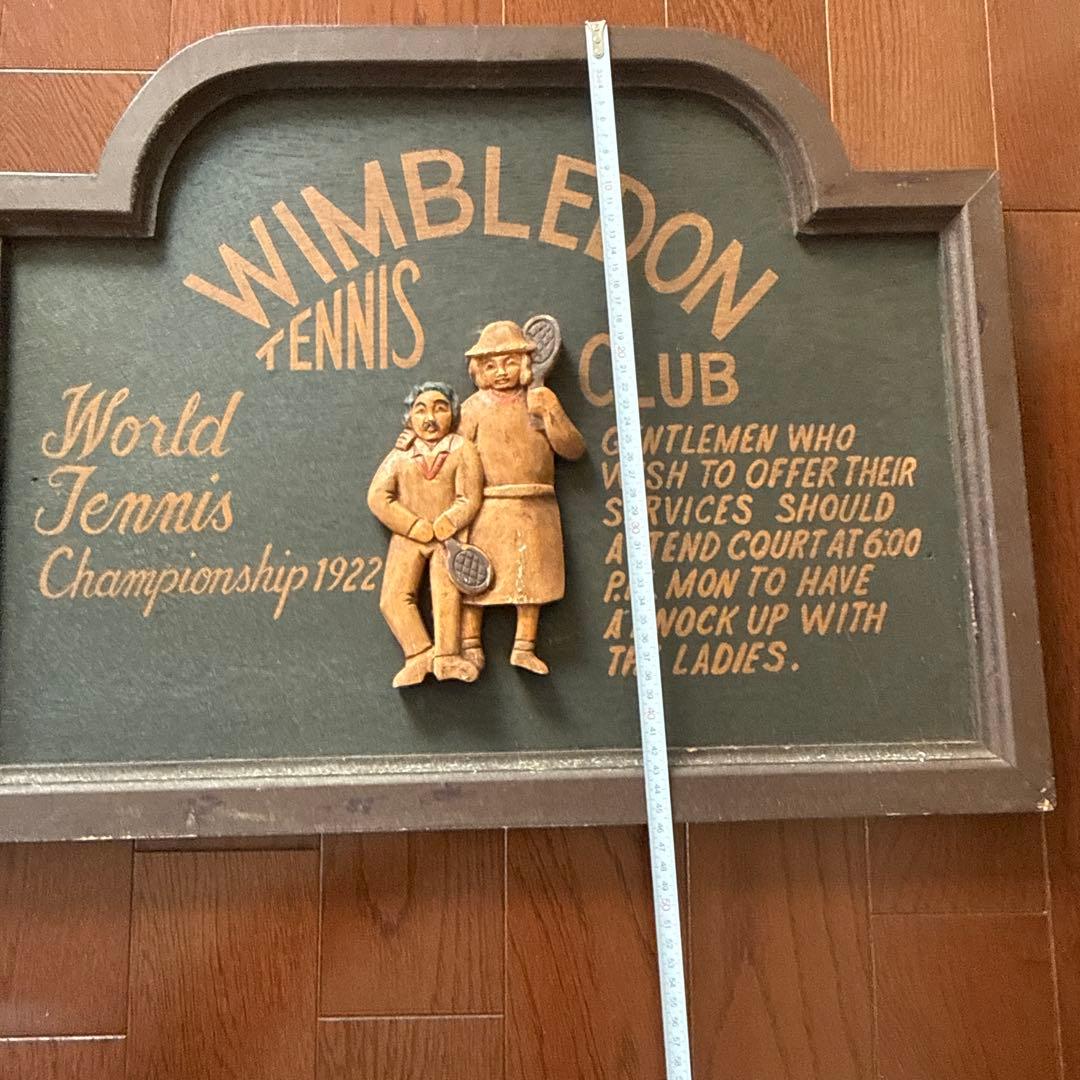 WIMBLEDON
TENNIS
CLUB
World
Tennis
Championship 1922
GENTLEMEN WHO
WISH TO OFFER THEIR
SERVICES SHOULD
ATTEND COURT AT 6:00
P.M. MON TO HAVE
A KNOCK UP WITH
THE LADIES.